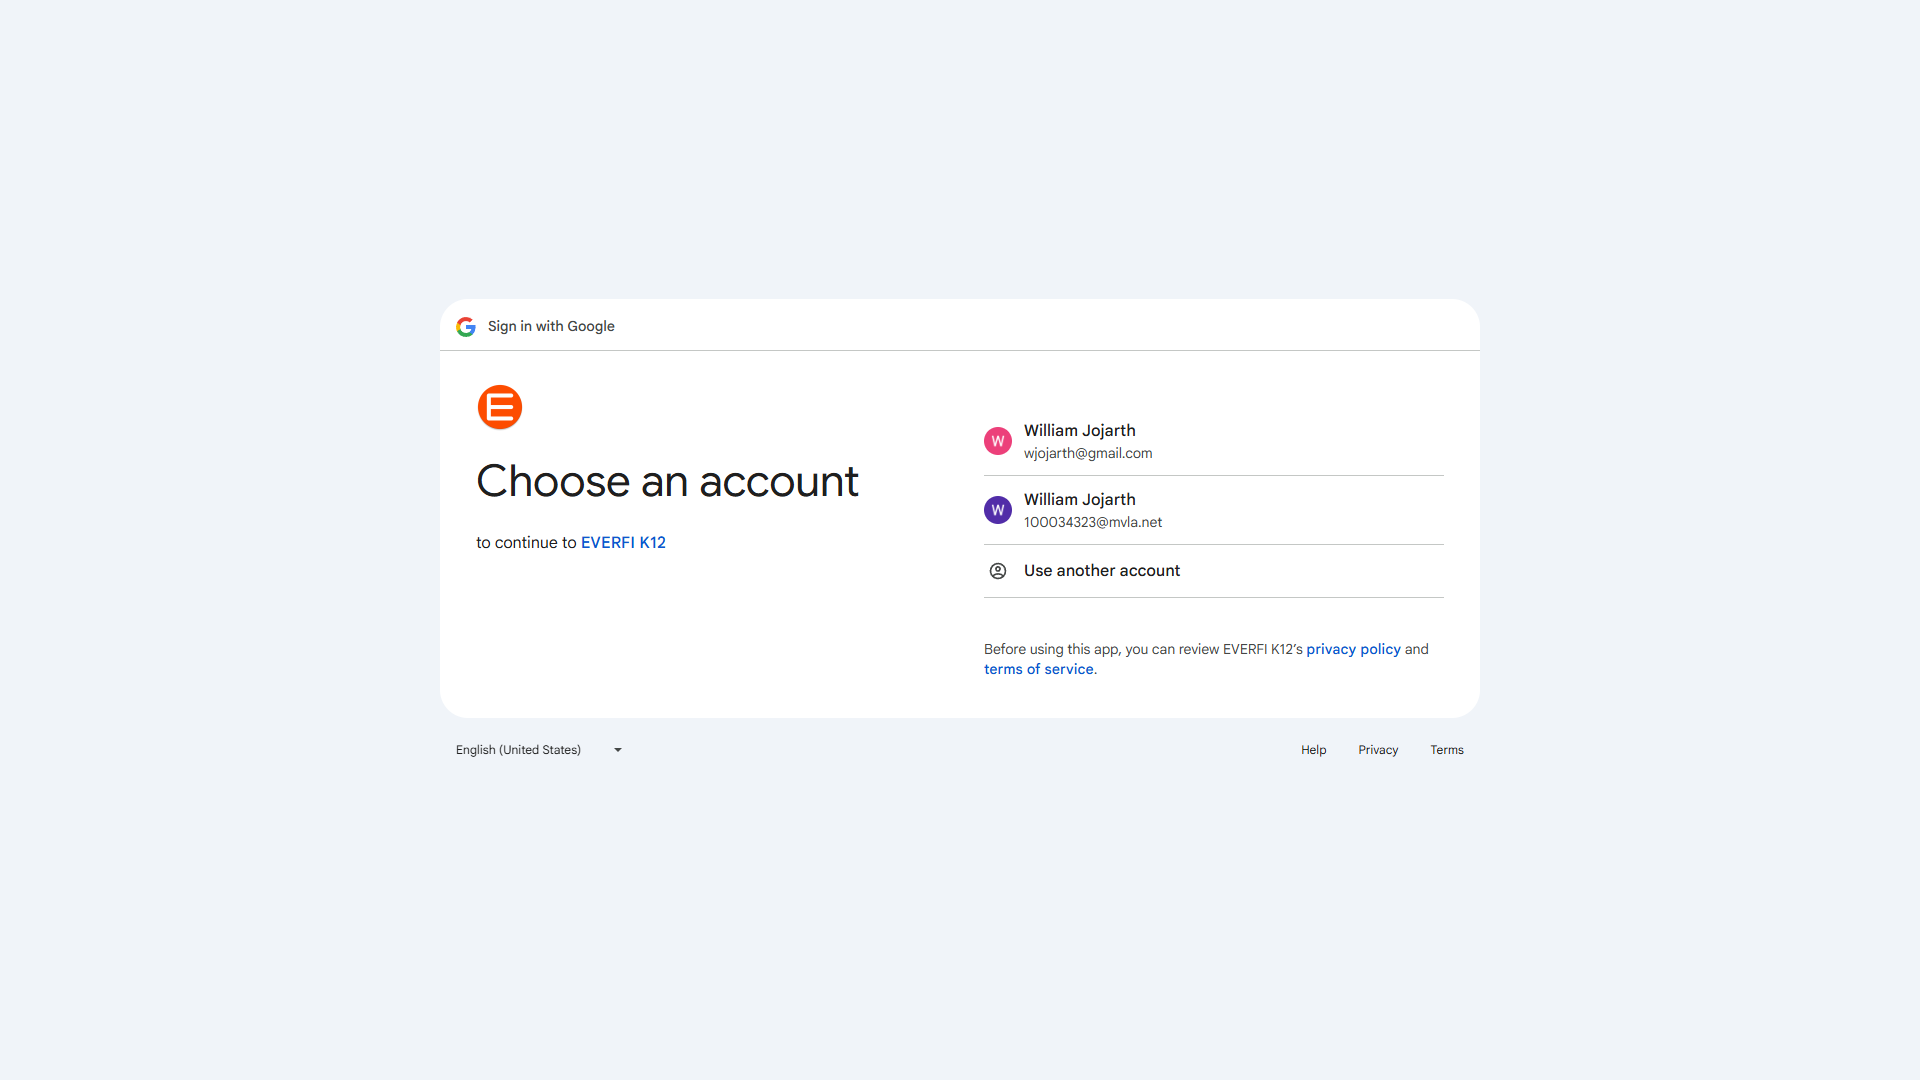 Sign in with Google
Choose an account
to continue to EVERFI K12
W
William Jojarth
wjojarth@gmail.com
W
William Jojarth
100034323@mvla.net
Use another account
Before using this app, you can review EVERFI K12’s privacy policy and
terms of service.
English (United States)
Help
Privacy
Terms